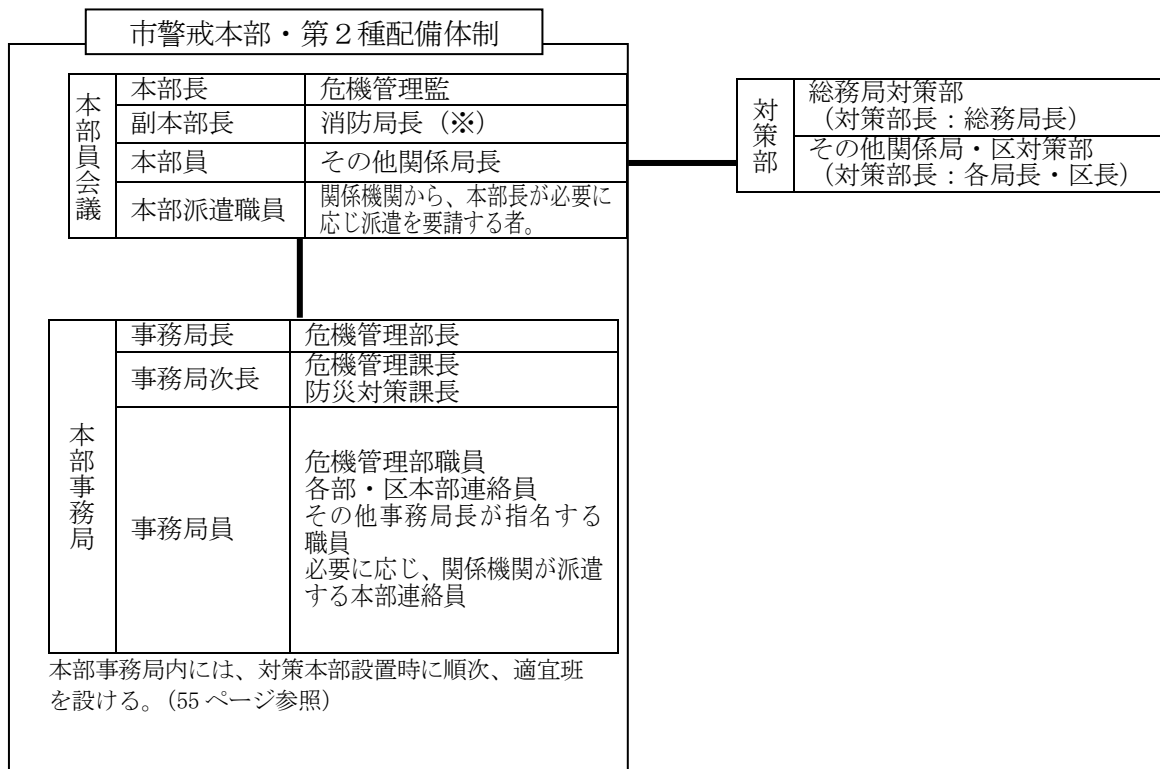 市警戒本部・第２種配備体制
本部員会議
本部長
危機管理監
副本部長
消防局長（※）
本部員
その他関係局長
本部派遣職員
関係機関から、本部長が必要に
応じ派遣を要請する者。
対策部
総務局対策部
（対策部長：総務局長）
その他関係局・区対策部
（対策部長：各局長・区長）
本部事務局
事務局長
危機管理部長
事務局次長
危機管理課長
防災対策課長
事務局員
危機管理部職員
各部・区本部連絡員
その他事務局長が指名する
職員
必要に応じ、関係機関が派遣
する本部連絡員
本部事務局内には、対策本部設置時に順次、適宜班
を設ける。（55 ページ参照）